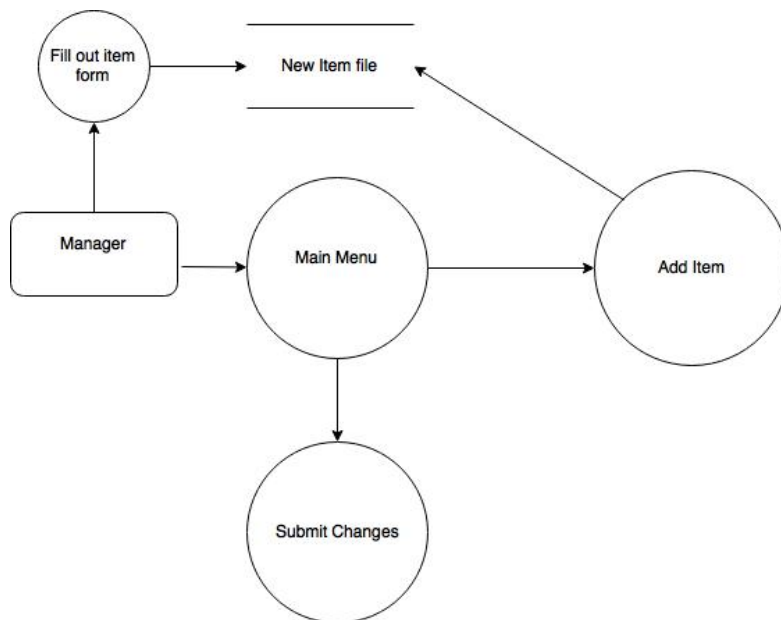 Fill out item
form
New Item file
Manager
Main Menu
Add Item
Submit Changes